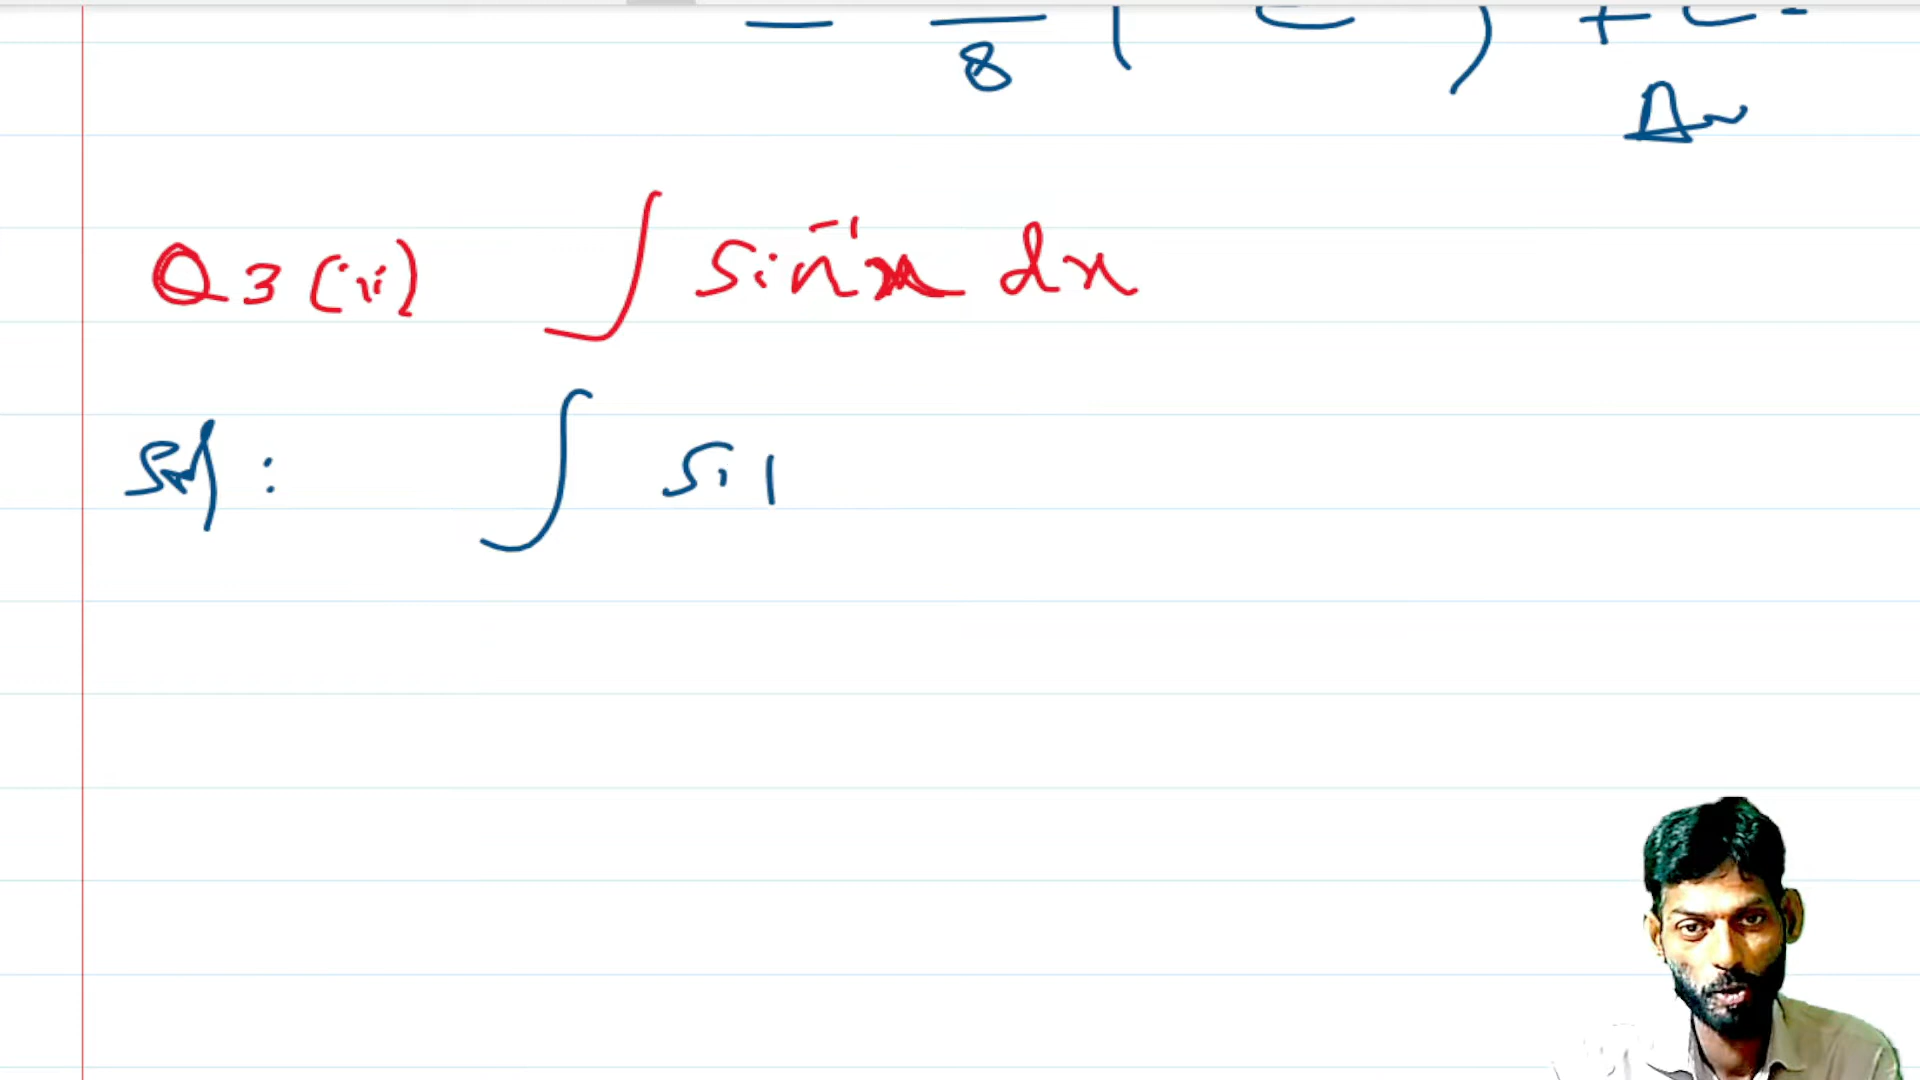 8
Ans
Q3(ii) ∫ sin⁻¹x dx
Sol: ∫ si